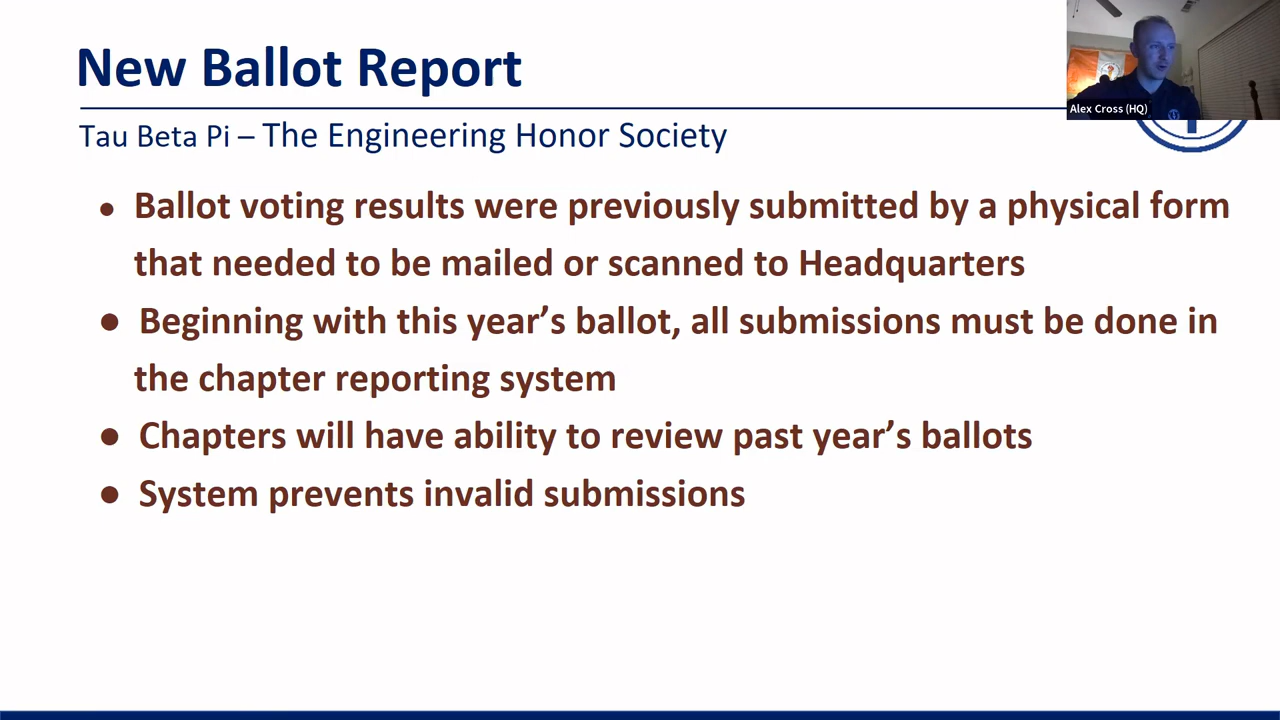 New Ballot Report
Alex Cross (HQ)
Tau Beta Pi – The Engineering Honor Society
• Ballot voting results were previously submitted by a physical form
that needed to be mailed or scanned to Headquarters
• Beginning with this year’s ballot, all submissions must be done in
the chapter reporting system
• Chapters will have ability to review past year’s ballots
• System prevents invalid submissions